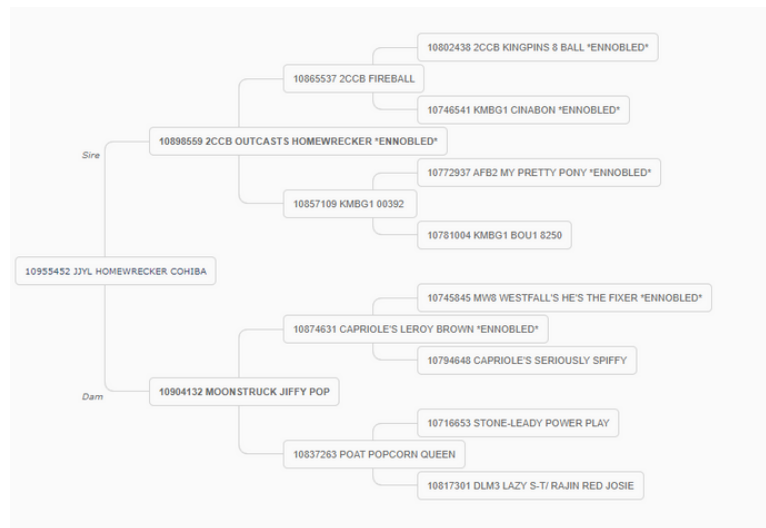 10802438 2CCB KINGPINS 8 BALL *ENNOBLED*
10865537 2CCB FIREBALL
10746541 KMBG1 CINABON *ENNOBLED*
10898559 2CCB OUTCASTS HOMEWRECKER *ENNOBLED*
Sire
10772937 AFB2 MY PRETTY PONY *ENNOBLED*
10857109 KMBG1 00392
10781004 KMBG1 BOU1 8250
10955452 JJYL HOMEWRECKER COHIBA
10745845 MW8 WESTFALL'S HE'S THE FIXER *ENNOBLED*
10874631 CAPRIOLE'S LEROY BROWN *ENNOBLED*
10794648 CAPRIOLE'S SERIOUSLY SPIFFY
Dam
10904132 MOONSTRUCK JIFFY POP
10716653 STONE-LEADY POWER PLAY
10837263 POAT POPCORN QUEEN
10817301 DLM3 LAZY S-T/ RAJIN RED JOSIE